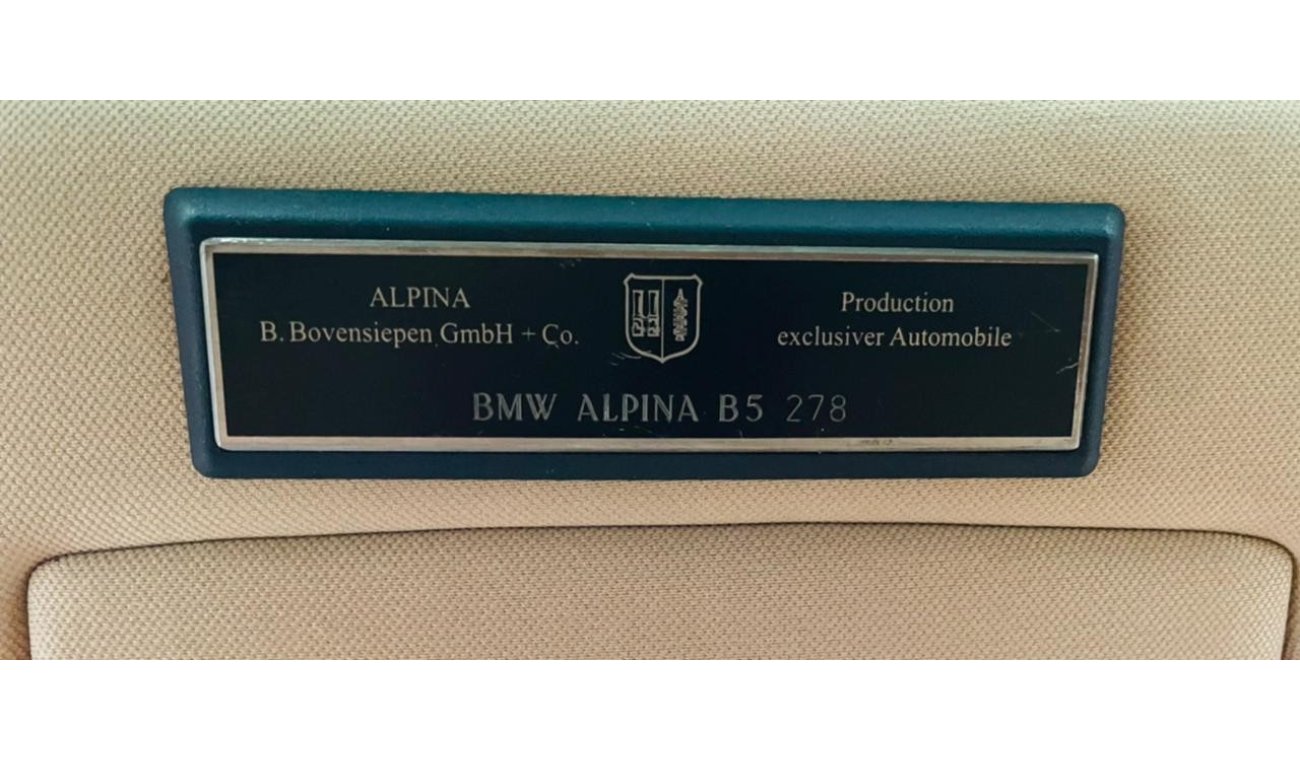 ALPINA
B. Bovensiepen GmbH + Co.
Production
exclusiver Automobile
BMW ALPINA B5 278